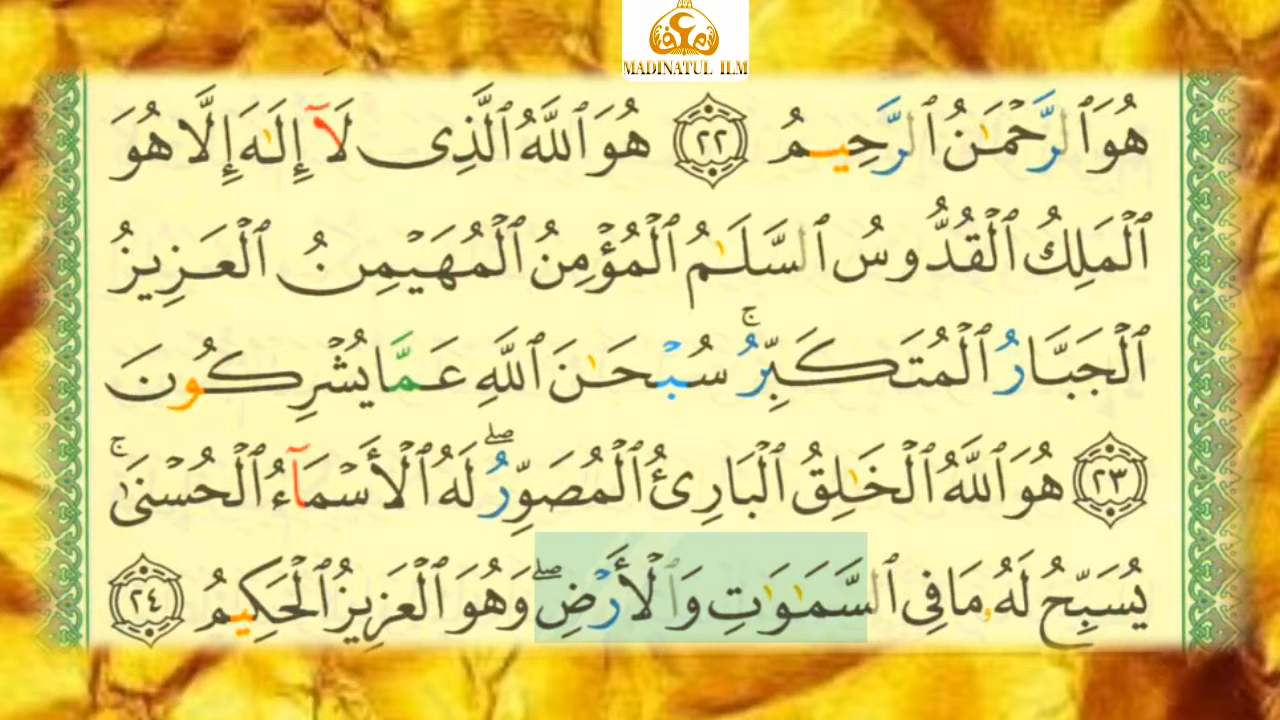 MADINATUL ILM
هُوَ ٱلرَّحْمَـٰنُ ٱلرَّحِيمُ ٢٢ هُوَ ٱللَّهُ ٱلَّذِى لَآ إِلَـٰهَ إِلَّا هُوَ
ٱلْمَلِكُ ٱلْقُدُّوسُ ٱلسَّلَـٰمُ ٱلْمُؤْمِنُ ٱلْمُهَيْمِنُ ٱلْعَزِيزُ
ٱلْجَبَّارُ ٱلْمُتَكَبِّرُ ۚ سُبْحَـٰنَ ٱللَّهِ عَمَّا يُشْرِكُونَ
٢٣ هُوَ ٱللَّهُ ٱلْخَـٰلِقُ ٱلْبَارِئُ ٱلْمُصَوِّرُ ۖ لَهُ ٱلْأَسْمَآءُ ٱلْحُسْنَىٰ ۚ
يُسَبِّحُ لَهُۥ مَا فِى ٱلسَّمَـٰوَٰتِ وَٱلْأَرْضِ ۖ وَهُوَ ٱلْعَزِيزُ ٱلْحَكِيمُ ٢٤